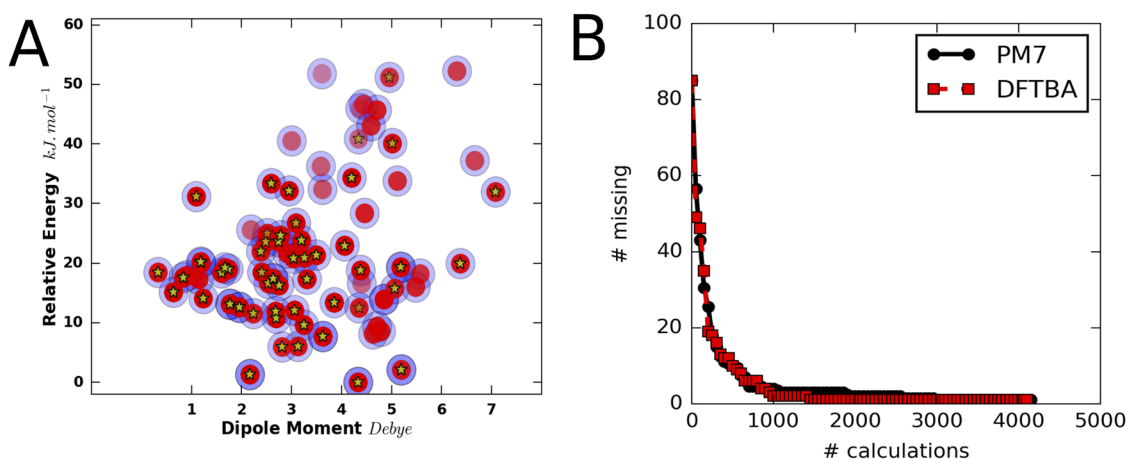 A
60
50
40
30
20
10
0
Relative Energy kJ.mol⁻¹
1 2 3 4 5 6 7
Dipole Moment Debye
B
100
80
60
40
20
0
# missing
PM7
DFTBA
0 1000 2000 3000 4000 5000
# calculations